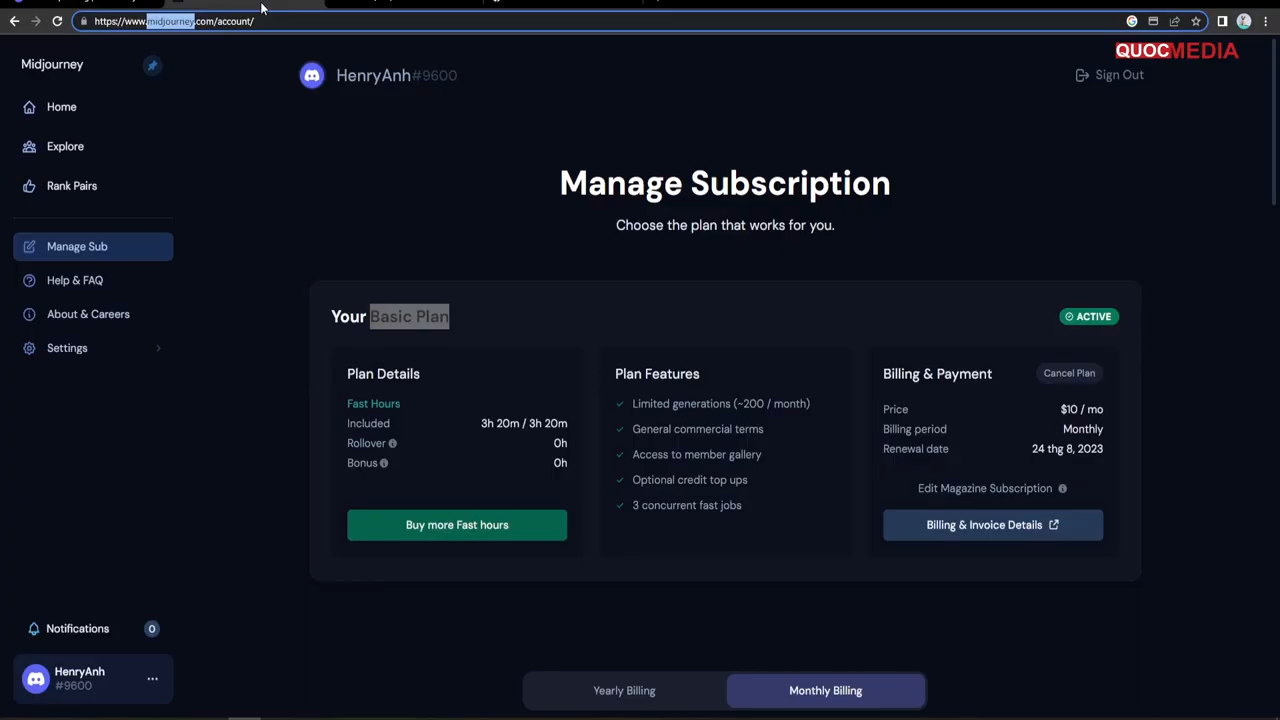 https://www.midjourney.com/account/
QUOCMEDIA
Midjourney
HenryAnh#9600
Sign Out
Home
Explore
Rank Pairs
Manage Sub
Help & FAQ
About & Careers
Settings
Manage Subscription
Choose the plan that works for you.
Your Basic Plan
ACTIVE
Plan Details
Fast Hours
Included 3h 20m / 3h 20m
Rollover 0h
Bonus 0h
Buy more Fast hours
Plan Features
Limited generations (~200 / month)
General commercial terms
Access to member gallery
Optional credit top ups
3 concurrent fast jobs
Billing & Payment
Cancel Plan
Price $10 / mo
Billing period Monthly
Renewal date 24 thg 8, 2023
Edit Magazine Subscription
Billing & Invoice Details
Notifications 0
HenryAnh
#9600
Yearly Billing
Monthly Billing